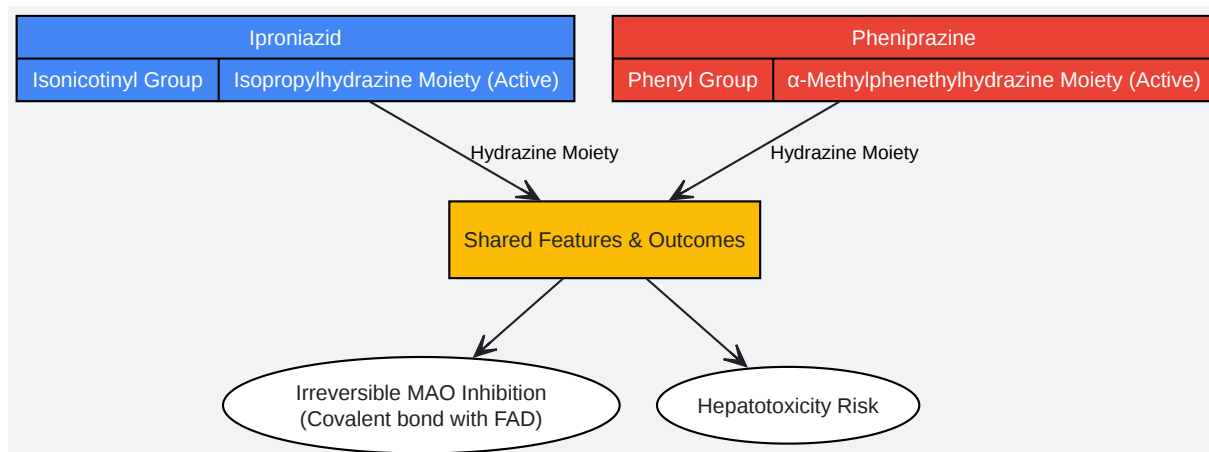 Iproniazid
Isonicotinyl Group
Isopropylhydrazine Moiety (Active)
Pheniprazine
Phenyl Group
α-Methylphenethylhydrazine Moiety (Active)
Hydrazine Moiety
Hydrazine Moiety
Shared Features & Outcomes
Irreversible MAO Inhibition
(Covalent bond with FAD)
Hepatotoxicity Risk